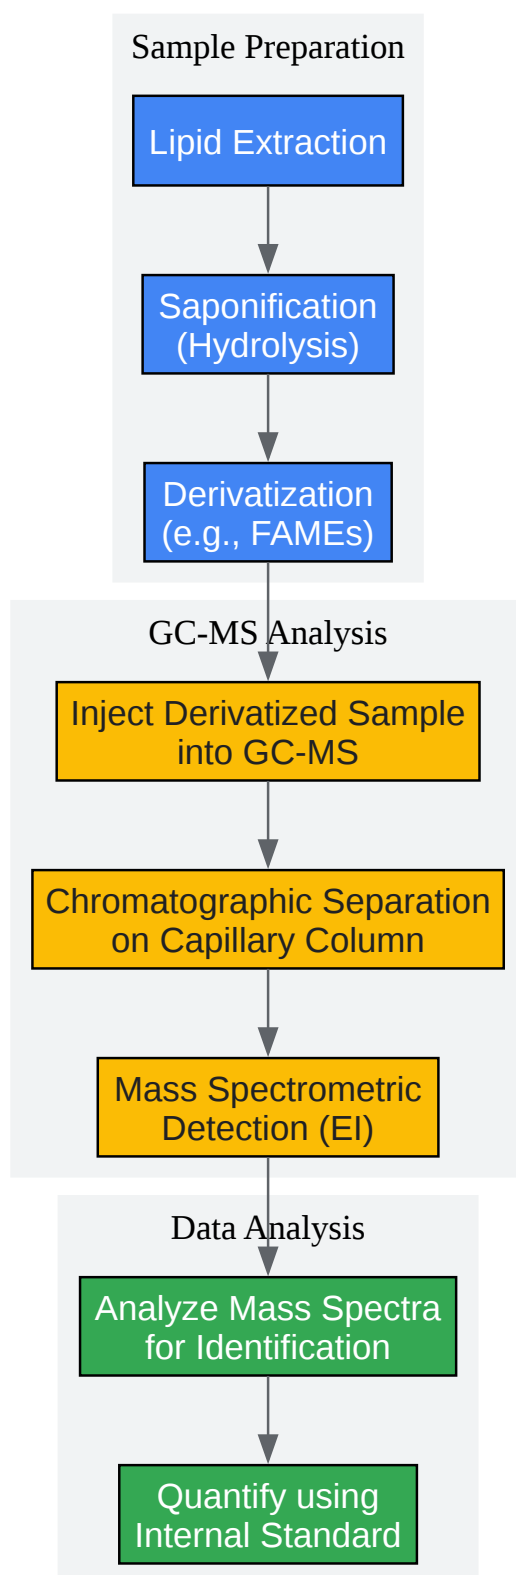 Sample Preparation
Lipid Extraction
Saponification
(Hydrolysis)
Derivatization
(e.g., FAMEs)
GC-MS Analysis
Inject Derivatized Sample
into GC-MS
Chromatographic Separation
on Capillary Column
Mass Spectrometric
Detection (EI)
Data Analysis
Analyze Mass Spectra
for Identification
Quantify using
Internal Standard